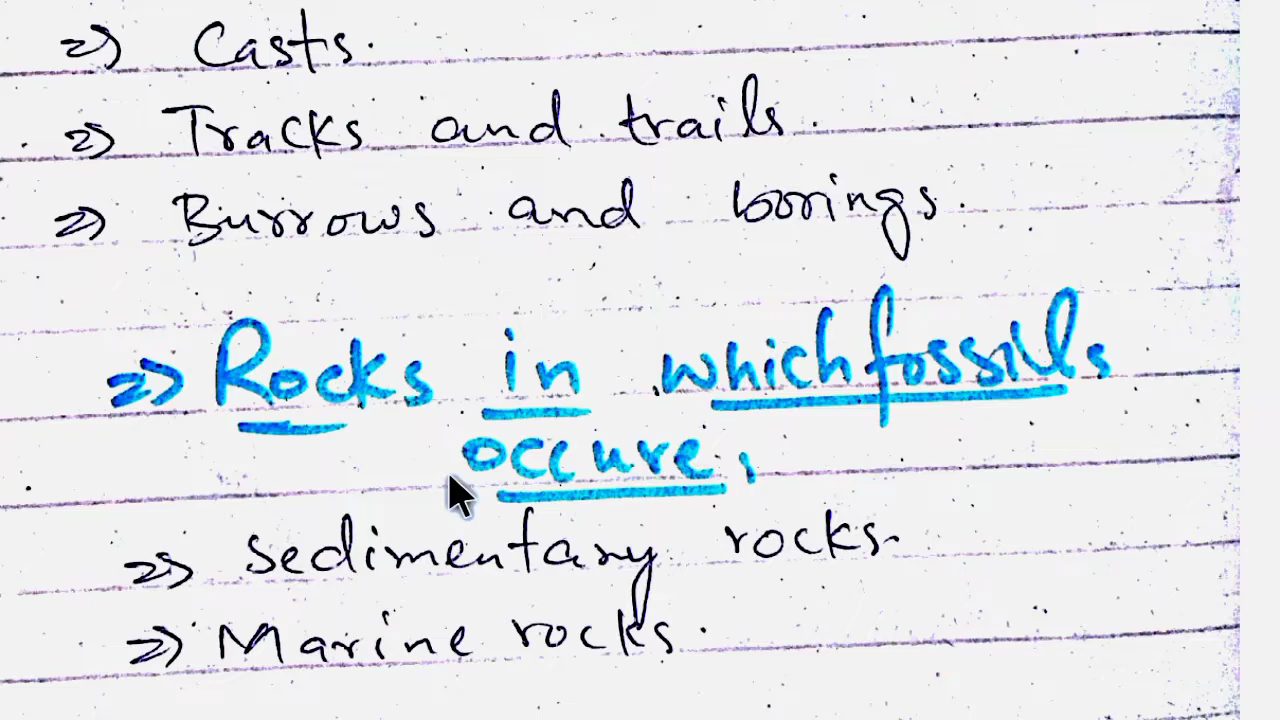 => Casts.
=> Tracks and trails.
=> Burrows and borings.
=> Rocks in which fossils
occure,
=> sedimentary rocks.
=> Marine rocks.